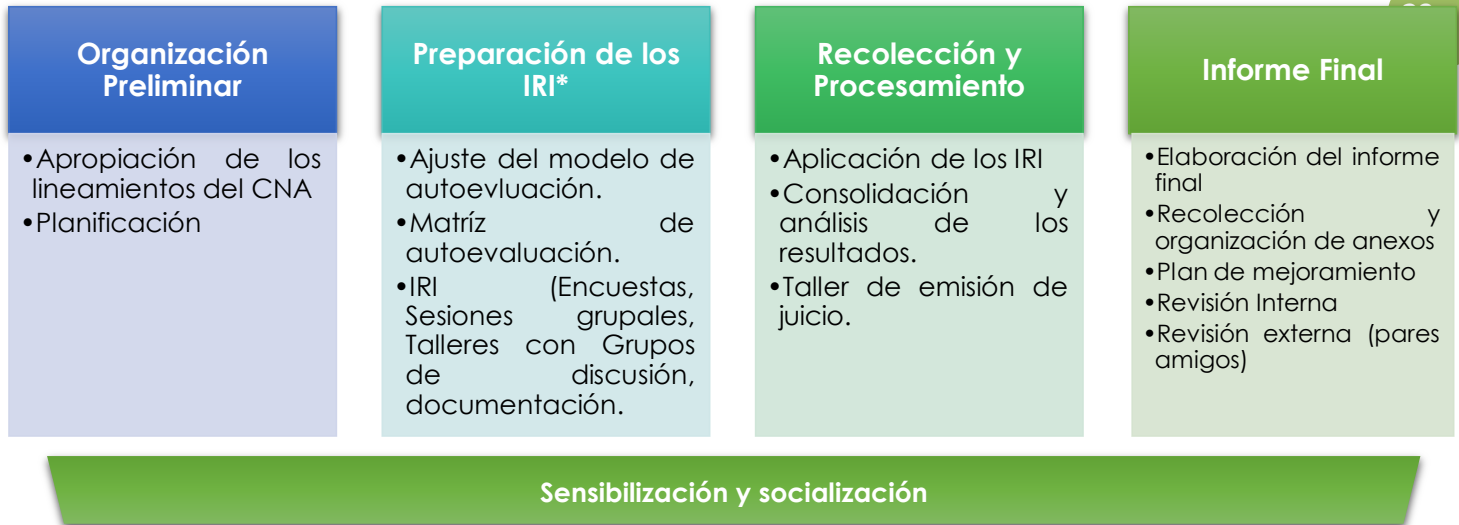 Organización
Preliminar
•Apropiación de los
lineamientos del CNA
•Planificación
Preparación de los
IRI*
•Ajuste del modelo de
autoevluación.
•Matríz de
autoevaluación.
•IRI (Encuestas,
Sesiones grupales,
Talleres con Grupos
de discusión,
documentación.
Recolección y
Procesamiento
•Aplicación de los IRI
•Consolidación y
análisis de los
resultados.
•Taller de emisión de
juicio.
Informe Final
•Elaboración del informe
final
•Recolección y
organización de anexos
•Plan de mejoramiento
•Revisión Interna
•Revisión externa (pares
amigos)
Sensibilización y socialización